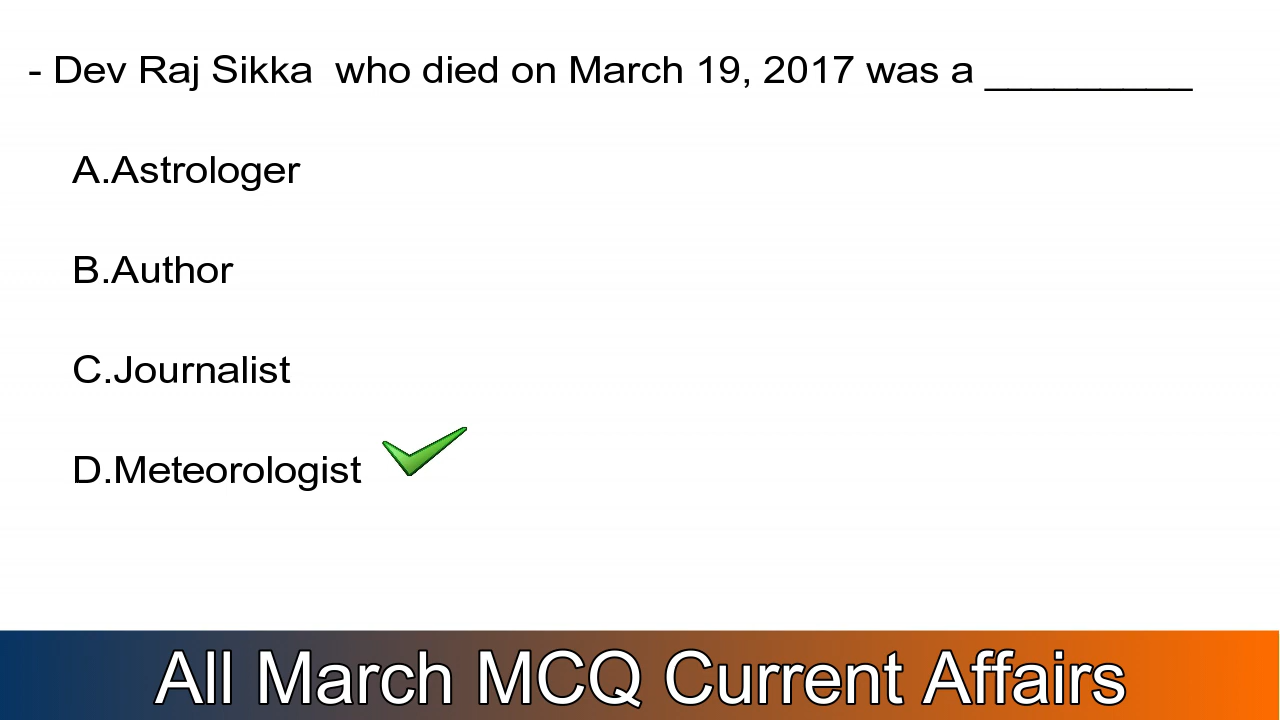 - Dev Raj Sikka  who died on March 19, 2017 was a _________
A.Astrologer
B.Author
C.Journalist
D.Meteorologist
All March MCQ Current Affairs